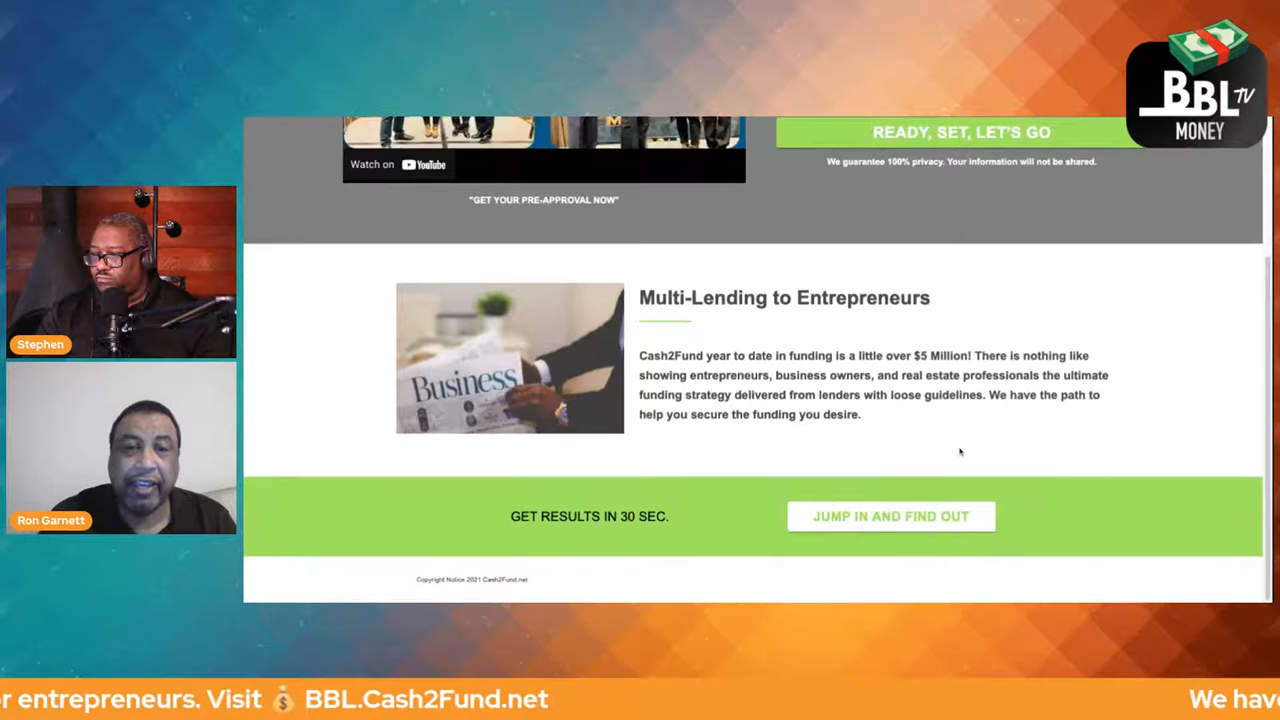 BBL TV
MONEY
READY, SET, LET'S GO
Watch on YouTube
We guarantee 100% privacy. Your information will not be shared.
"GET YOUR PRE-APPROVAL NOW"
Stephen
Ron Garnett
Business
Multi-Lending to Entrepreneurs
Cash2Fund year to date in funding is a little over $5 Million! There is nothing like
showing entrepreneurs, business owners, and real estate professionals the ultimate
funding strategy delivered from lenders with loose guidelines. We have the path to
help you secure the funding you desire.
GET RESULTS IN 30 SEC.
JUMP IN AND FIND OUT
Copyright Notice 2021 Cash2Fund.net
r entrepreneurs. Visit 💰 BBL.Cash2Fund.net
We have